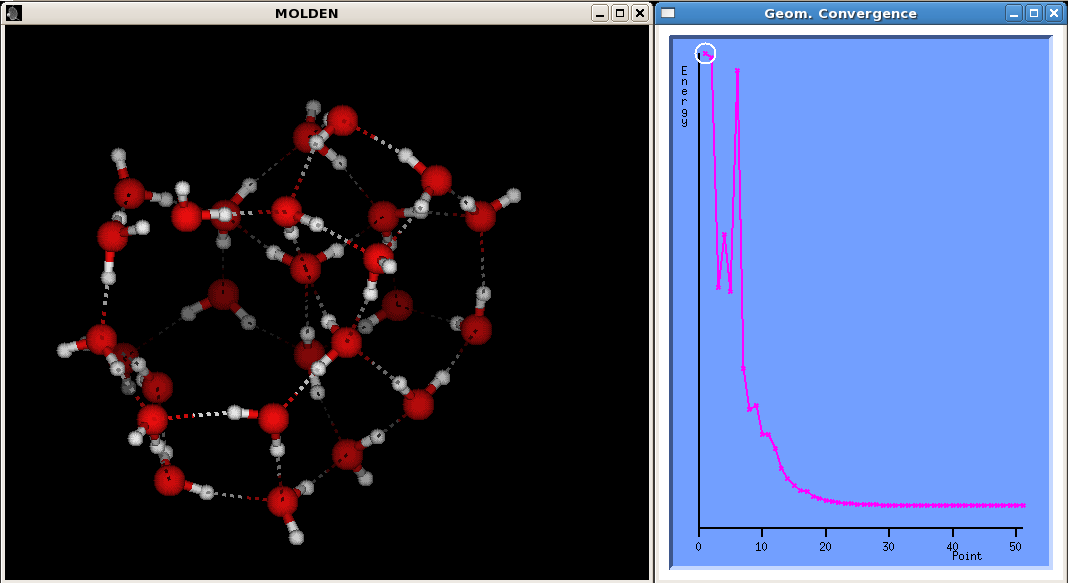 MOLDEN
Geom. Convergence
Energy
0 10 20 30 40 50
Point